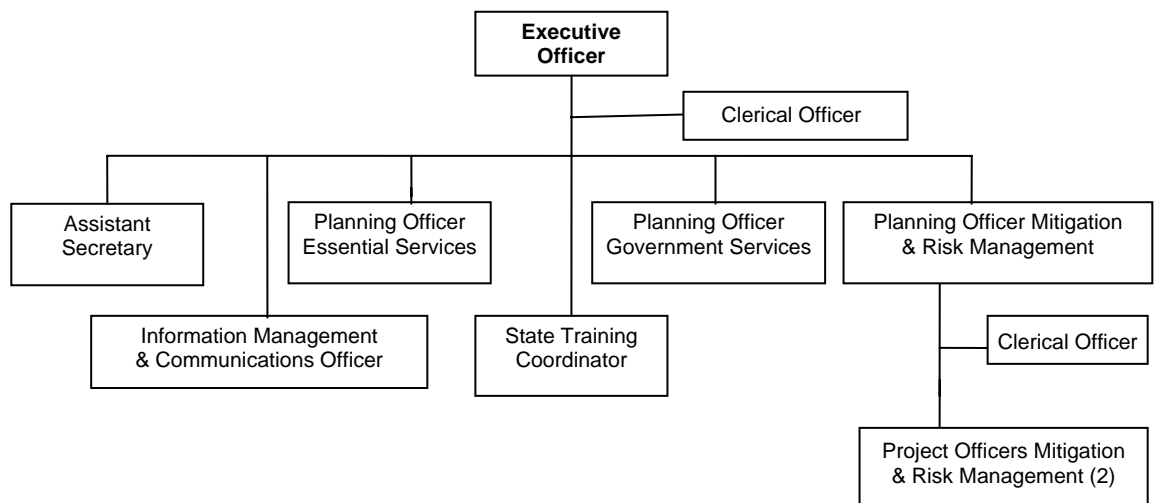 Executive
Officer
Clerical Officer
Assistant
Secretary
Planning Officer
Essential Services
Planning Officer
Government Services
Planning Officer Mitigation
& Risk Management
Information Management
& Communications Officer
State Training
Coordinator
Clerical Officer
Project Officers Mitigation
& Risk Management (2)